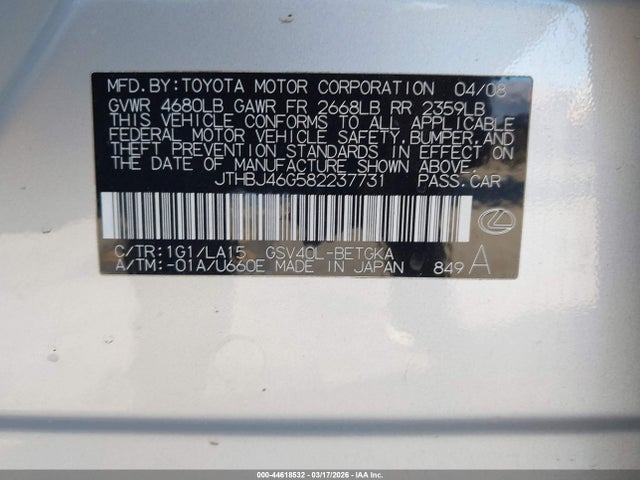 MFD.BY:TOYOTA MOTOR CORPORATION 04/08
GVWR 4680LB GAWR FR 2668LB RR 2359LB
THIS VEHICLE CONFORMS TO ALL APPLICABLE
FEDERAL MOTOR VEHICLE SAFETY, BUMPER, AND
THEFT PREVENTION STANDARDS IN EFFECT ON
THE DATE OF MANUFACTURE SHOWN ABOVE.
JTHBJ46G582237731 PASS.CAR
C/TR:1G1/LA15 GSV40L-BETGKA
A/TM:-01A/U660E MADE IN JAPAN 849 A
000-44618532 - 03/17/2026 - IAA Inc.